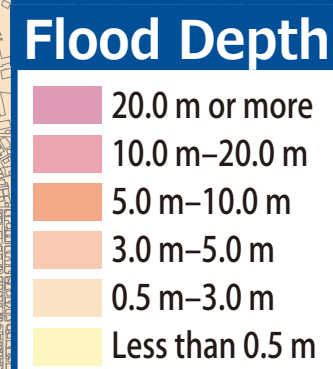 Flood Depth
20.0 m or more
10.0 m–20.0 m
5.0 m–10.0 m
3.0 m–5.0 m
0.5 m–3.0 m
Less than 0.5 m